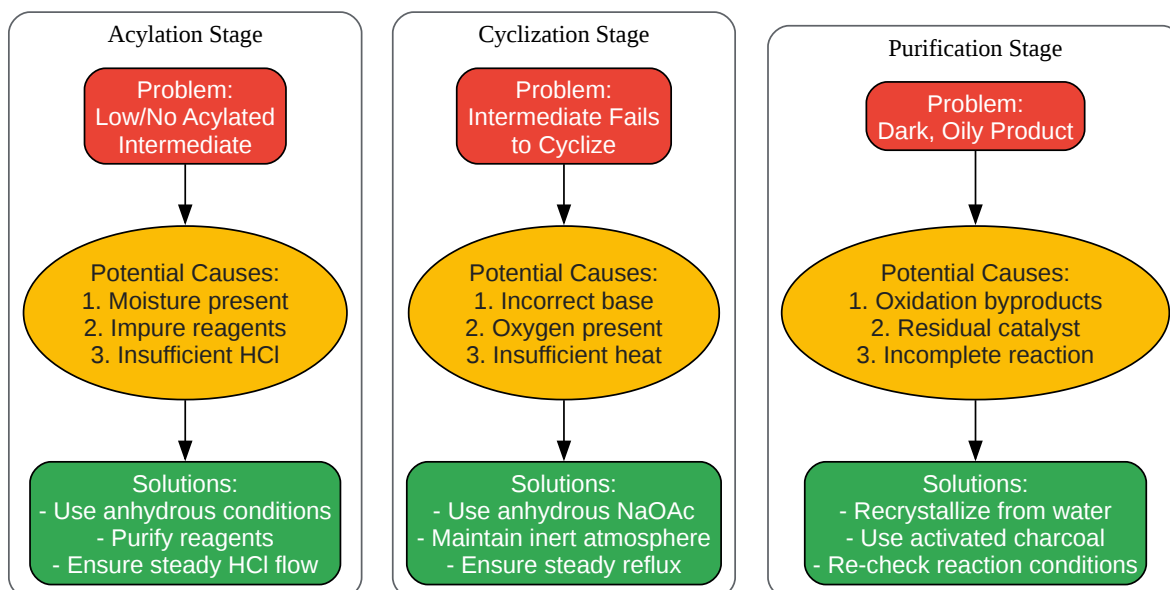 Acylation Stage
Problem:
Low/No Acylated
Intermediate
Potential Causes:
1. Moisture present
2. Impure reagents
3. Insufficient HCl
Solutions:
- Use anhydrous conditions
- Purify reagents
- Ensure steady HCl flow
Cyclization Stage
Problem:
Intermediate Fails
to Cyclize
Potential Causes:
1. Incorrect base
2. Oxygen present
3. Insufficient heat
Solutions:
- Use anhydrous NaOAc
- Maintain inert atmosphere
- Ensure steady reflux
Purification Stage
Problem:
Dark, Oily Product
Potential Causes:
1. Oxidation byproducts
2. Residual catalyst
3. Incomplete reaction
Solutions:
- Recrystallize from water
- Use activated charcoal
- Re-check reaction conditions